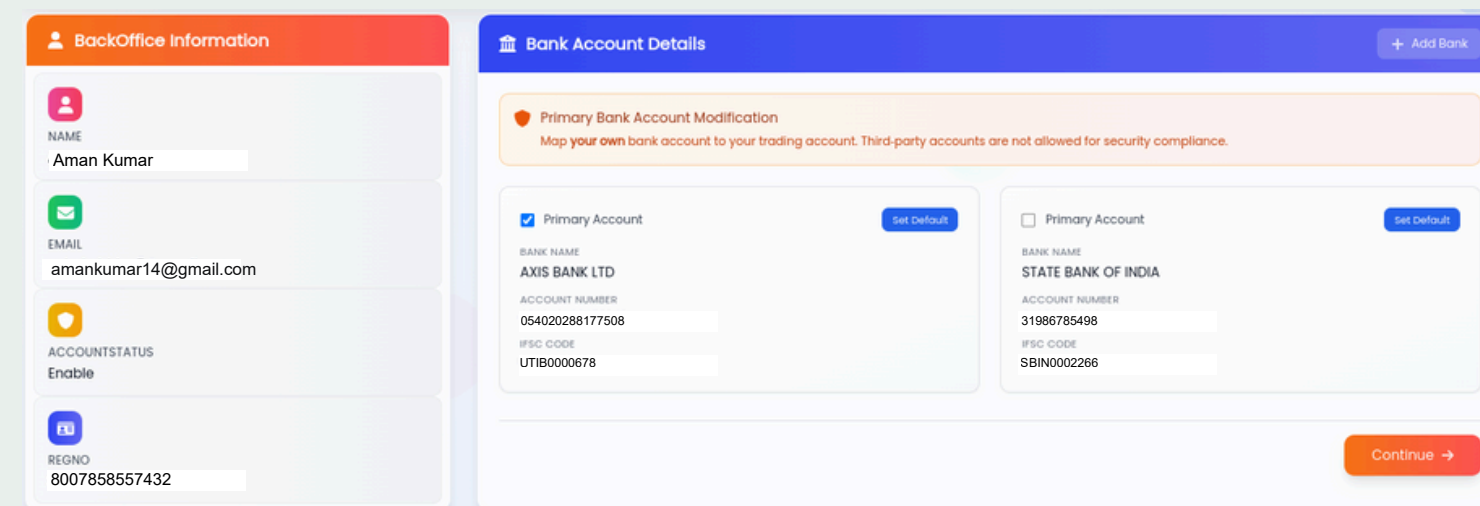 BackOffice Information
NAME
Aman Kumar
EMAIL
amankumar14@gmail.com
ACCOUNTSTATUS
Enable
REGNO
8007858557432
Bank Account Details
+ Add Bank
Primary Bank Account Modification
Map your own bank account to your trading account. Third-party accounts are not allowed for security compliance.
Primary Account
Set Default
BANK NAME
AXIS BANK LTD
ACCOUNT NUMBER
054020288177508
IFSC CODE
UTIB0000678
Primary Account
Set Default
BANK NAME
STATE BANK OF INDIA
ACCOUNT NUMBER
31986785498
IFSC CODE
SBIN0002266
Continue →